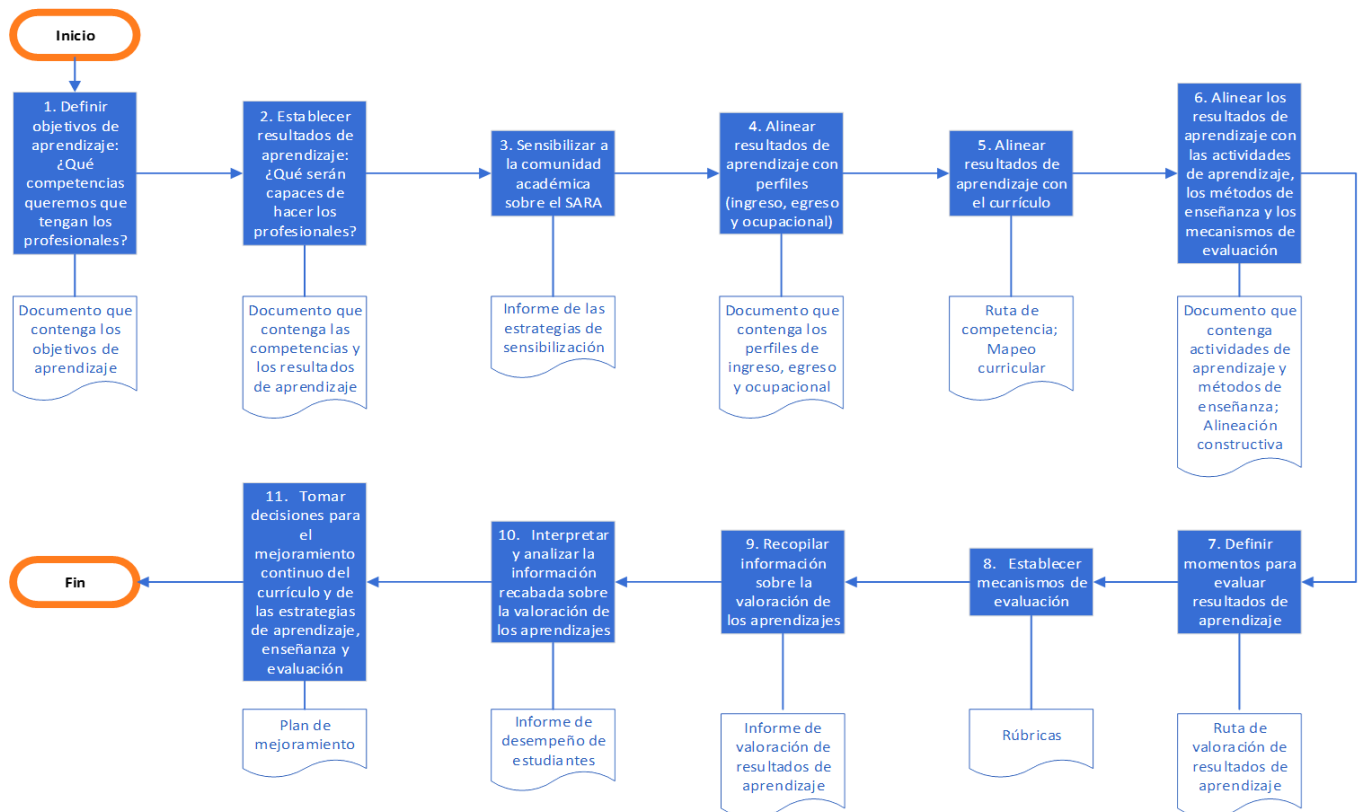 Inicio
1. Definir
objetivos de
aprendizaje:
¿Qué
competencias
queremos que
tengan los
profesionales?
2. Establecer
resultados de
aprendizaje:
¿Qué serán
capaces de
hacer los
profesionales?
3. Sensibilizar a
la comunidad
académica
sobre el SARA
4. Alinear
resultados de
aprendizaje con
perfiles
(ingreso, egreso
y ocupacional)
5. Alinear
resultados de
aprendizaje con
el currículo
6. Alinear los
resultados de
aprendizaje con
las actividades
de aprendizaje,
los métodos de
enseñanza y los
mecanismos de
evaluación
Documento que
contenga los
objetivos de
aprendizaje
Documento que
contenga las
competencias y
los resultados
de aprendizaje
Informe de las
estrategias de
sensibilización
Documento que
contenga los
perfiles de
ingreso, egreso
y ocupacional
Ruta de
competencia;
Mapeo
curricular
Documento que
contenga
actividades de
aprendizaje y
métodos de
enseñanza;
Alineación
constructiva
Fin
11. Tomar
decisiones para
el
mejoramiento
continuo del
currículo y de
las estrategias
de aprendizaje,
enseñanza y
evaluación
10. Interpretar
y analizar la
información
recabada sobre
la valoración de
los aprendizajes
9. Recopilar
información
sobre la
valoración de
los aprendizajes
8. Establecer
mecanismos de
evaluación
7. Definir
momentos para
evaluar
resultados de
aprendizaje
Plan de
mejoramiento
Informe de
desempeño de
estudiantes
Informe de
valoración de
resultados de
aprendizaje
Rúbricas
Ruta de
valoración de
resultados de
aprendizaje